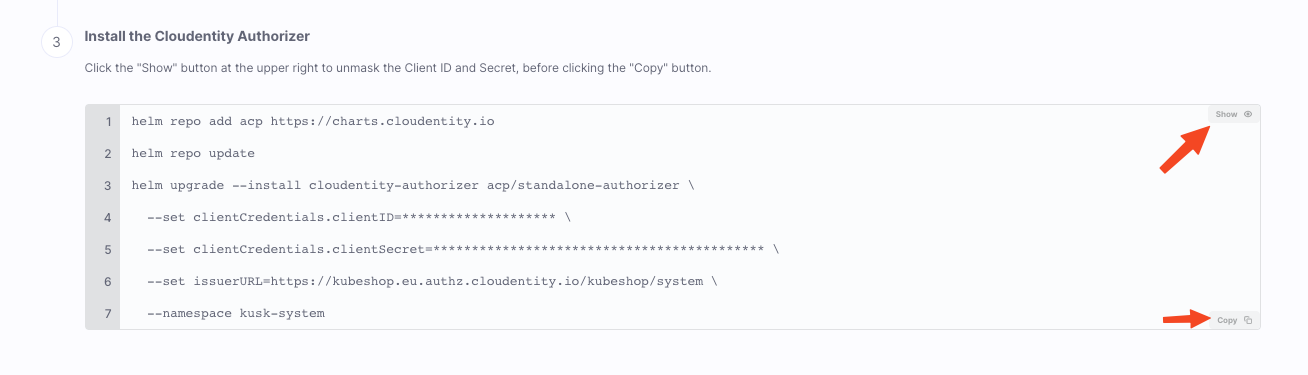 3
Install the Cloudentity Authorizer
Click the "Show" button at the upper right to unmask the Client ID and Secret, before clicking the "Copy" button.
Show
1 helm repo add acp https://charts.cloudentity.io
2 helm repo update
3 helm upgrade --install cloudentity-authorizer acp/standalone-authorizer \
4 --set clientCredentials.clientID=******************** \
5 --set clientCredentials.clientSecret=******************************************* \
6 --set issuerURL=https://kubeshop.eu.authz.cloudentity.io/kubeshop/system \
7 --namespace kusk-system
Copy